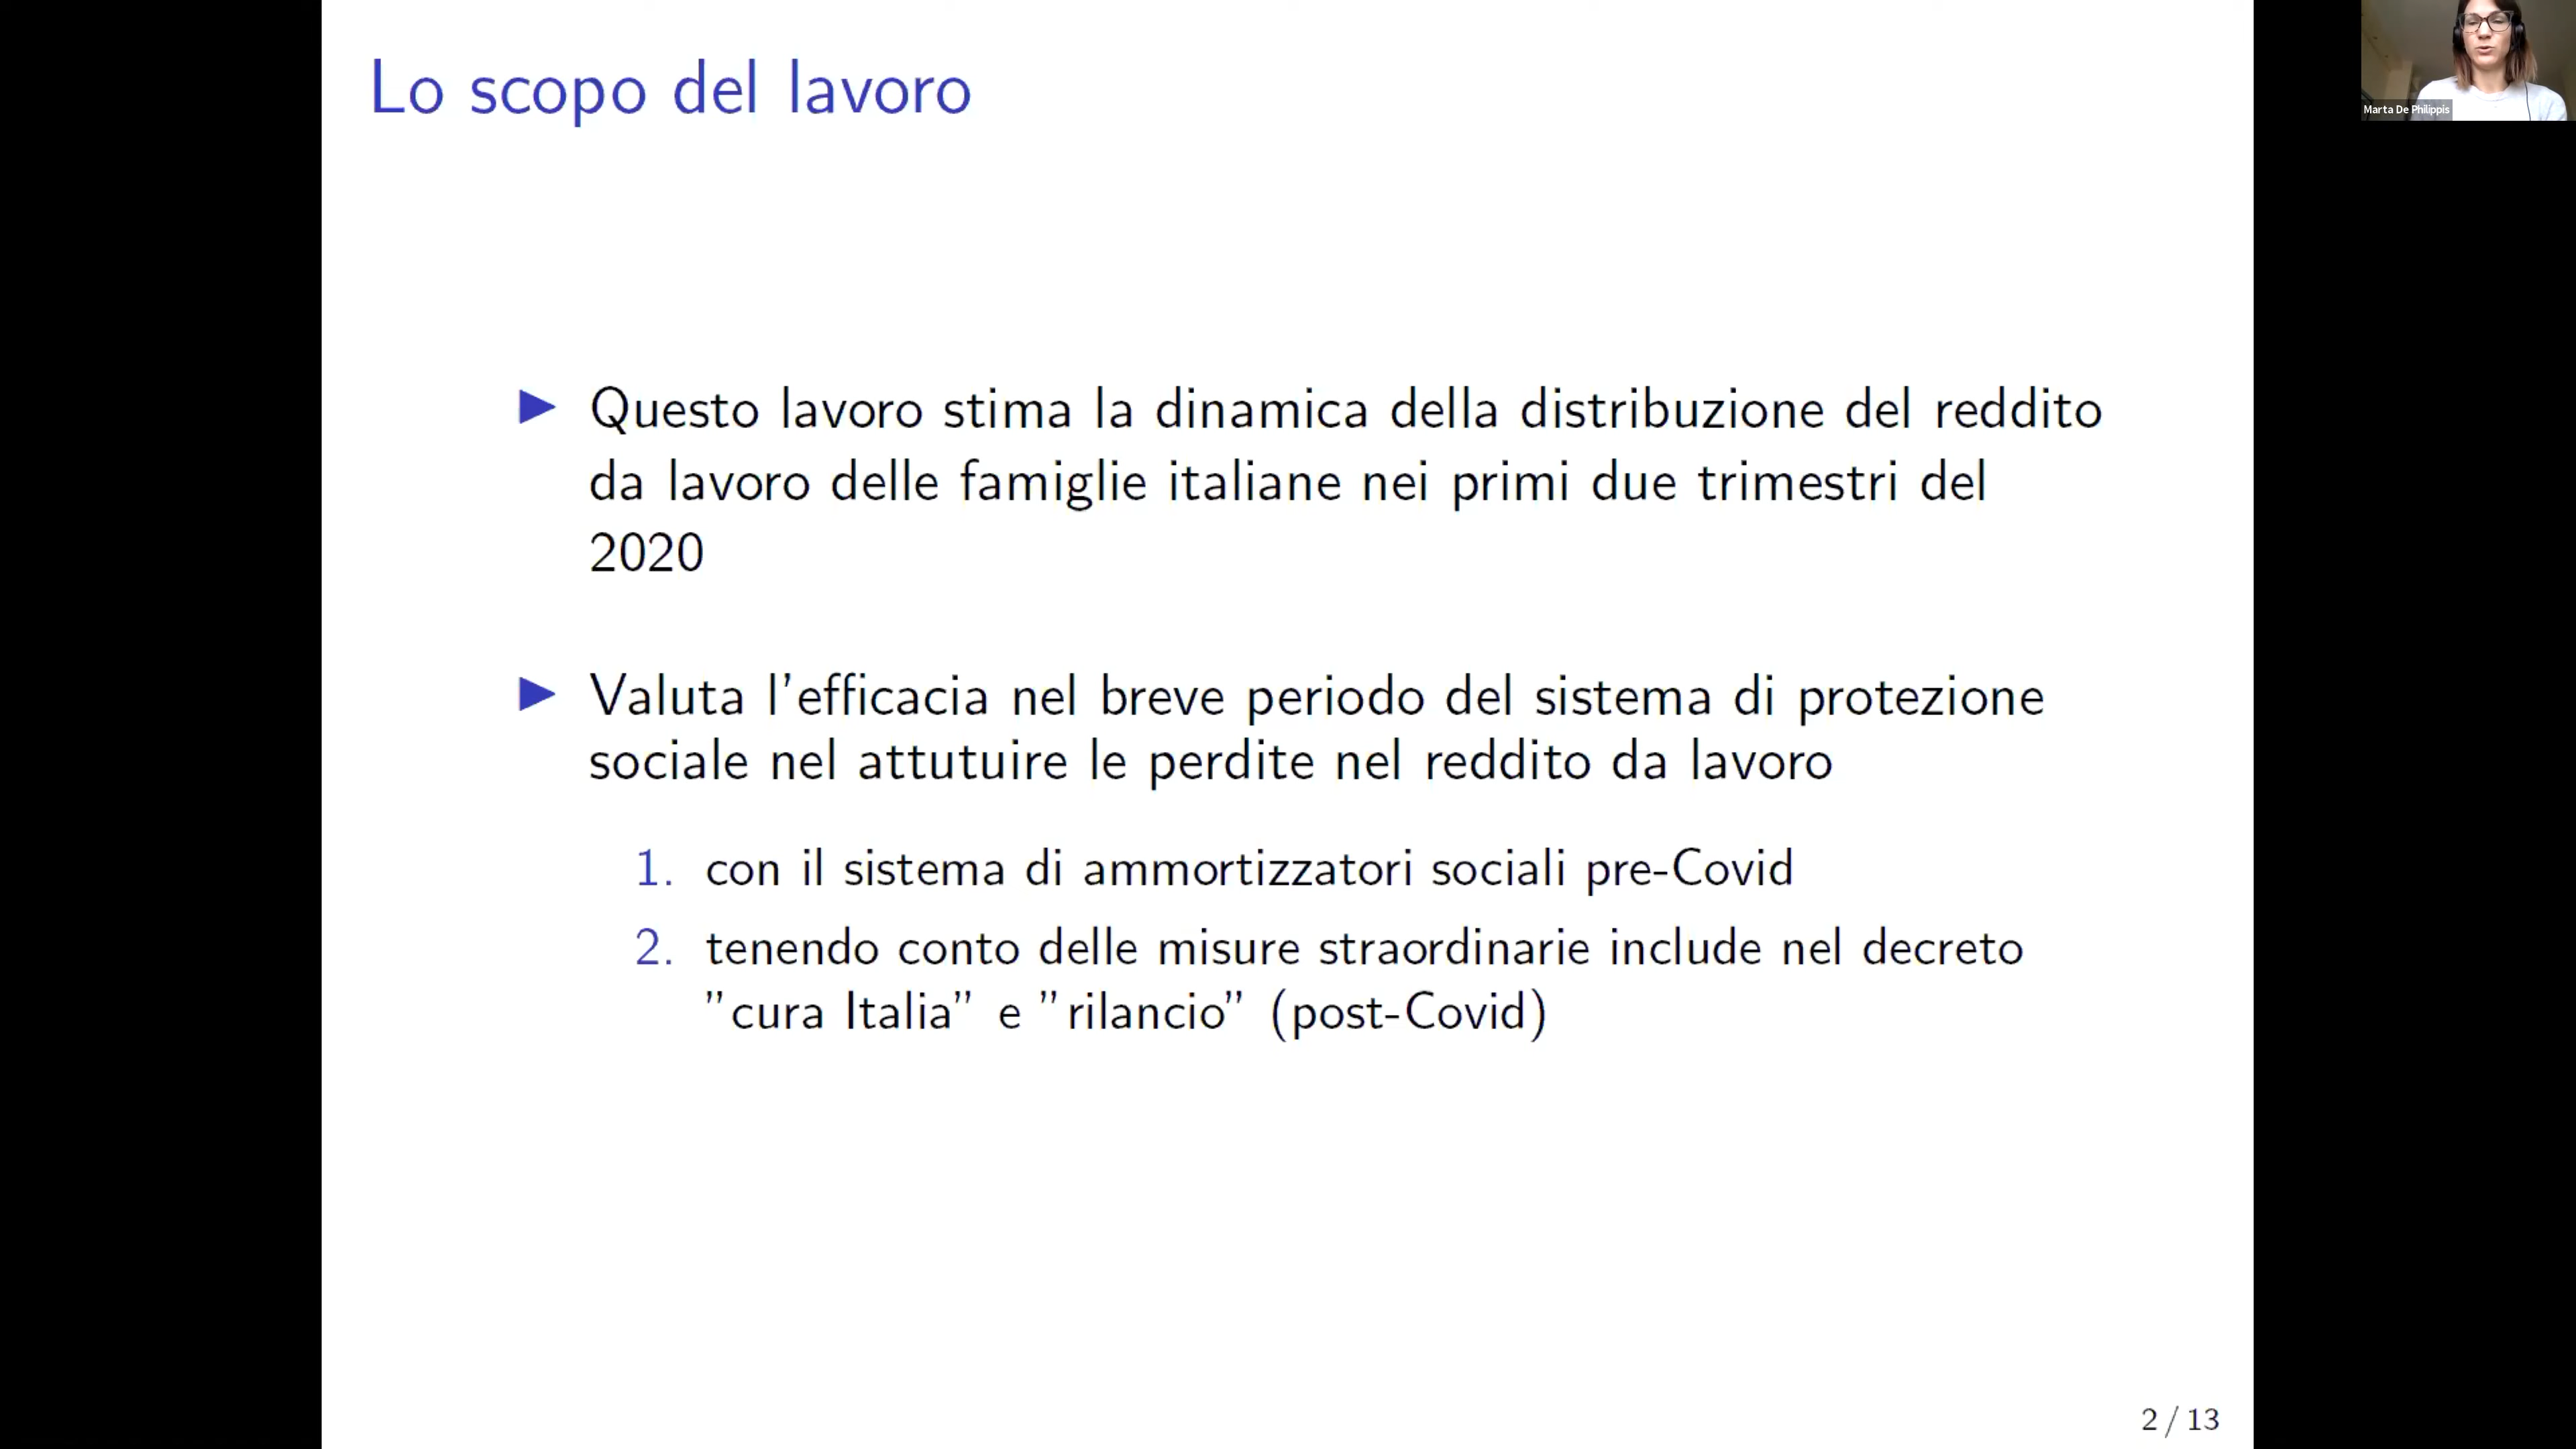 Lo scopo del lavoro
Marta De Philippis
▶ Questo lavoro stima la dinamica della distribuzione del reddito
da lavoro delle famiglie italiane nei primi due trimestri del
2020
▶ Valuta l'efficacia nel breve periodo del sistema di protezione
sociale nel attutuire le perdite nel reddito da lavoro
1. con il sistema di ammortizzatori sociali pre-Covid
2. tenendo conto delle misure straordinarie include nel decreto
”cura Italia” e ”rilancio” (post-Covid)
2 / 13